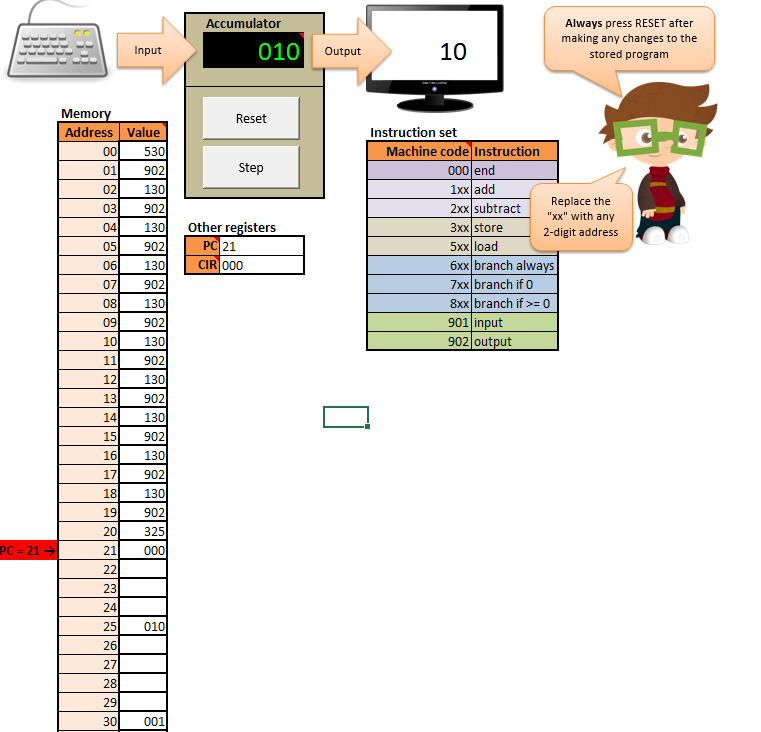 Accumulator
010
Input
Output
10
Always press RESET after
making any changes to the
stored program
Reset
Step
Memory
Address Value
00 530
01 902
02 130
03 902
04 130
05 902
06 130
07 902
08 130
09 902
10 130
11 902
12 130
13 902
14 130
15 902
16 130
17 902
18 130
19 902
20 325
PC = 21 → 21 000
22
23
24
25 010
26
27
28
29
30 001
Other registers
PC 21
CIR 000
Instruction set
Machine code Instruction
000 end
1xx add
2xx subtract
3xx store
5xx load
6xx branch always
7xx branch if 0
8xx branch if >= 0
901 input
902 output
Replace the
"xx" with any
2-digit address